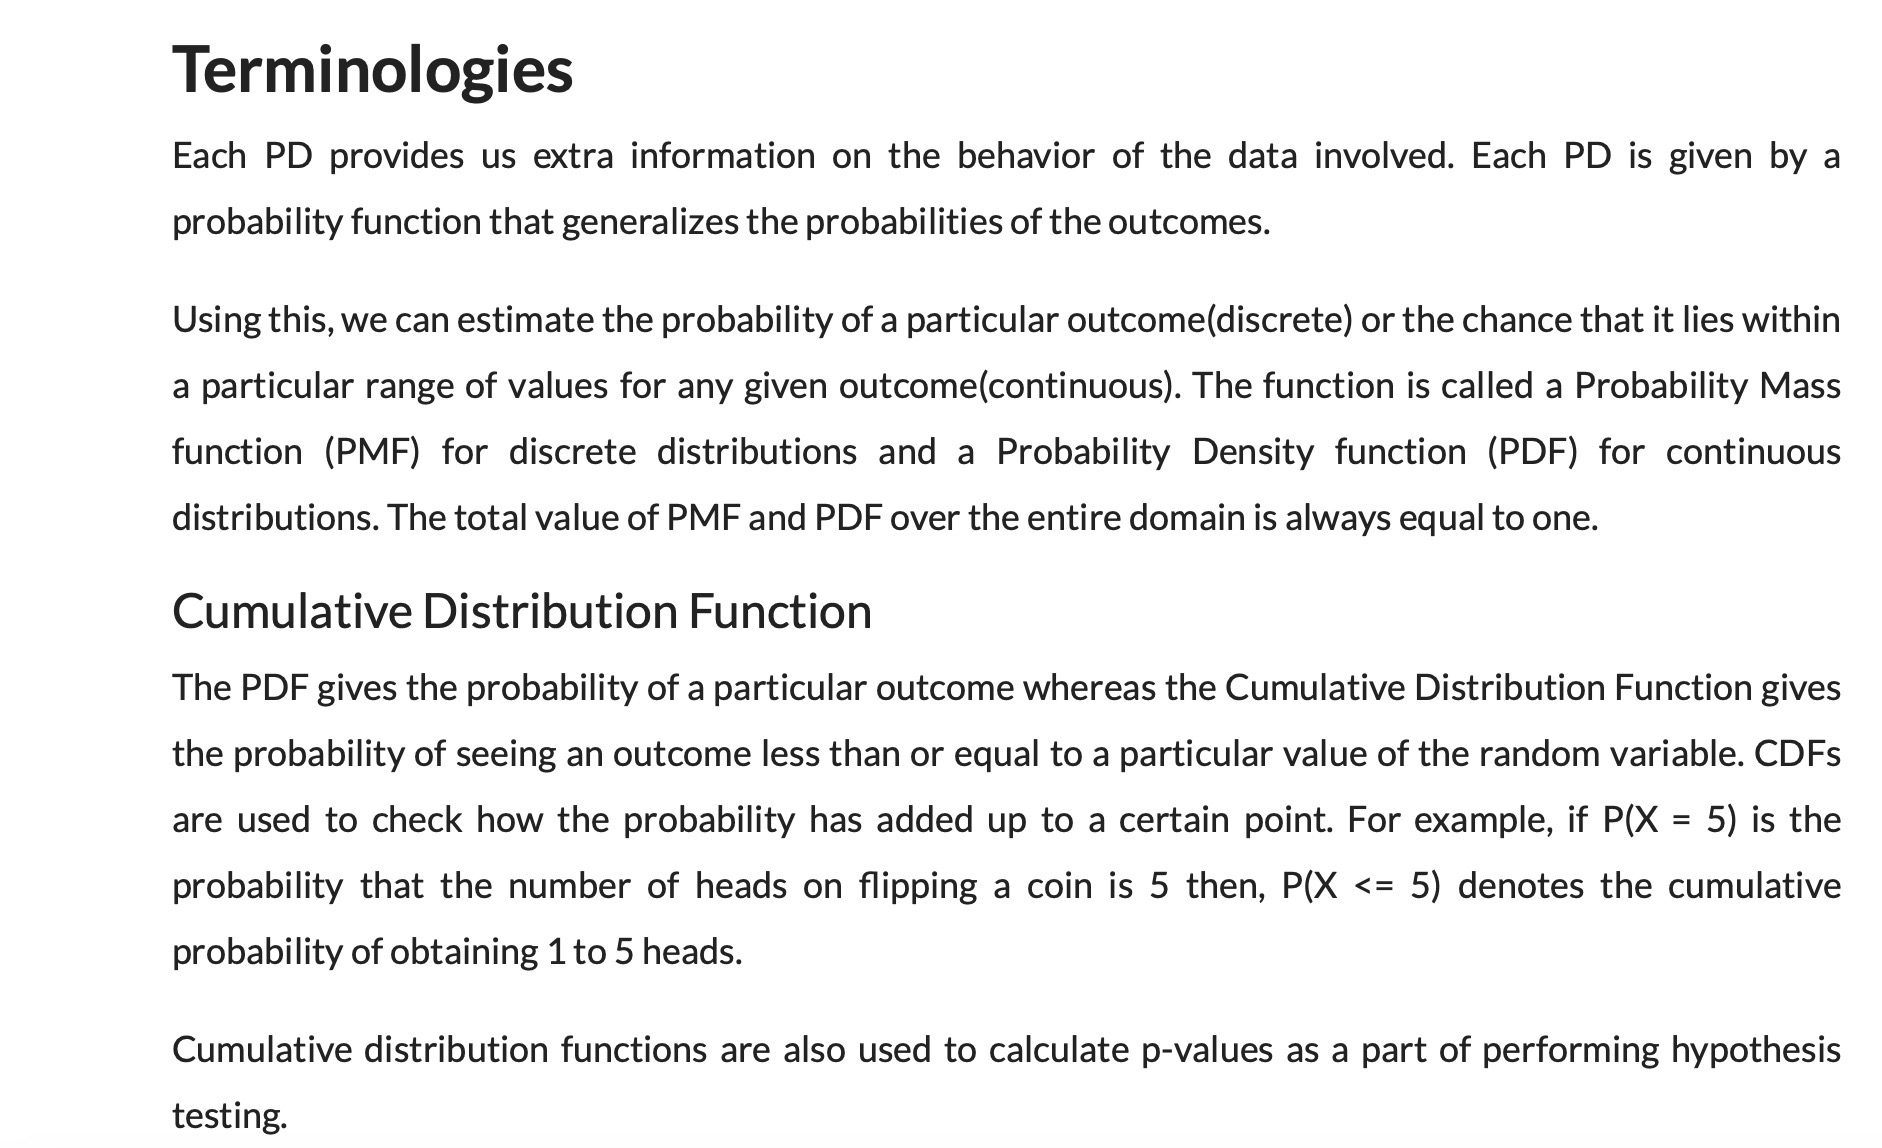 Terminologies
Each PD provides us extra information on the behavior of the data involved. Each PD is given by a
probability function that generalizes the probabilities of the outcomes.
Using this, we can estimate the probability of a particular outcome(discrete) or the chance that it lies within
a particular range of values for any given outcome(continuous). The function is called a Probability Mass
function (PMF) for discrete distributions and a Probability Density function (PDF) for continuous
distributions. The total value of PMF and PDF over the entire domain is always equal to one.
Cumulative Distribution Function
The PDF gives the probability of a particular outcome whereas the Cumulative Distribution Function gives
the probability of seeing an outcome less than or equal to a particular value of the random variable. CDFs
are used to check how the probability has added up to a certain point. For example, if P(X = 5) is the
probability that the number of heads on flipping a coin is 5 then, P(X <= 5) denotes the cumulative
probability of obtaining 1 to 5 heads.
Cumulative distribution functions are also used to calculate p-values as a part of performing hypothesis
testing.